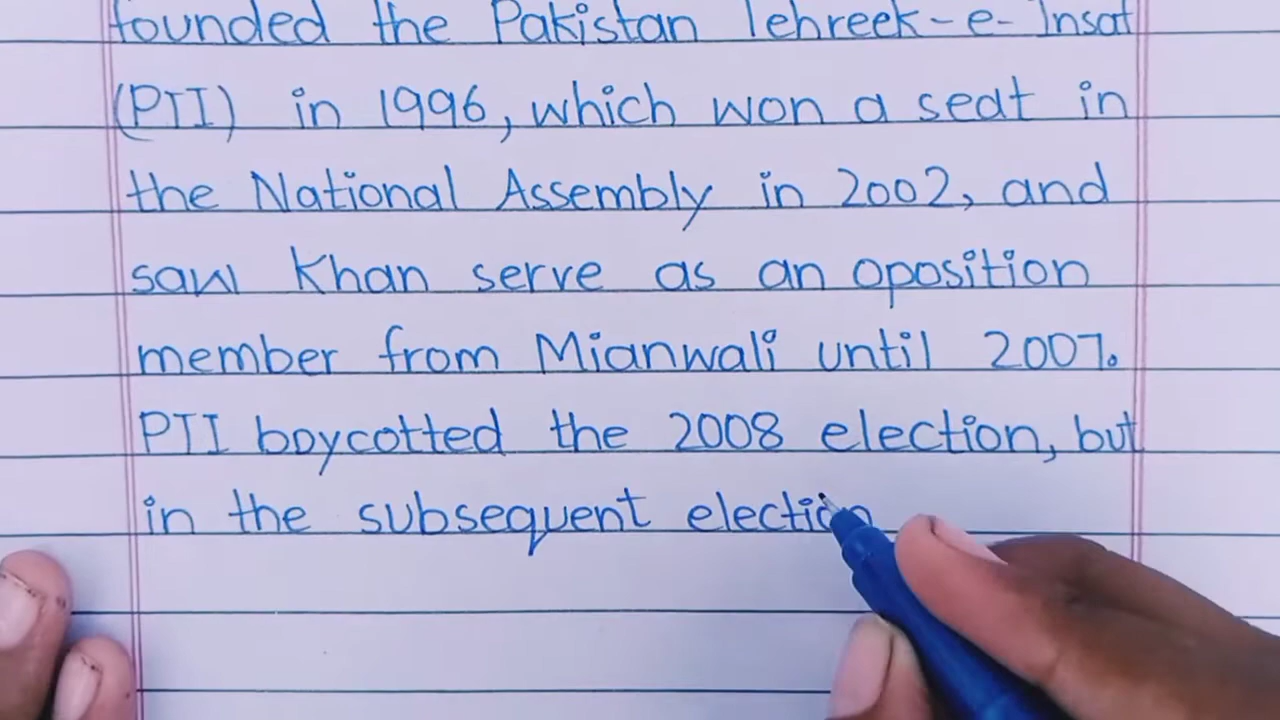 founded the Pakistan Tehreek-e-Insaf
(PTI) in 1996, which won a seat in
the National Assembly in 2002, and
saw Khan serve as an oposition
member from Mianwali until 2007.
PTI boycotted the 2008 election, but
in the subsequent election